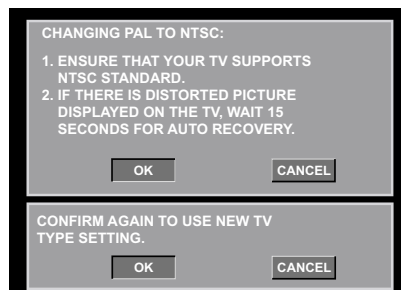 CHANGING PAL TO NTSC:
1. ENSURE THAT YOUR TV SUPPORTS
NTSC STANDARD.
2. IF THERE IS DISTORTED PICTURE
DISPLAYED ON THE TV, WAIT 15
SECONDS FOR AUTO RECOVERY.
OK CANCEL
CONFIRM AGAIN TO USE NEW TV
TYPE SETTING.
OK CANCEL